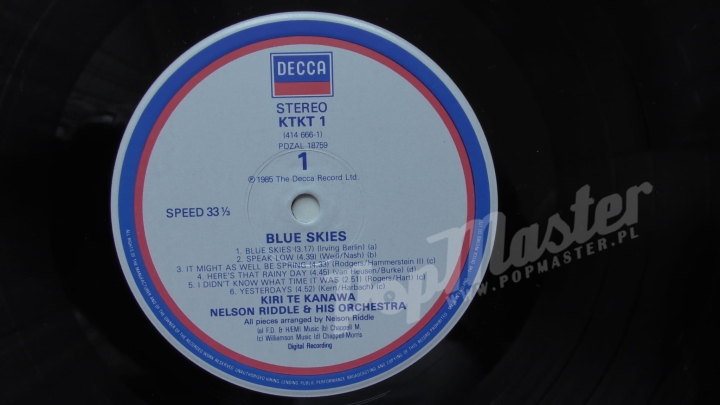 DECCA
STEREO
KTKT 1
(414 666-1)
PDZAL 18759
1
℗1985 The Decca Record Ltd.
SPEED 33⅓
BLUE SKIES
1. BLUE SKIES (3.17) (Irving Berlin) (a)
2. SPEAK LOW (4.39) (Weill/Nash) (b)
3. IT MIGHT AS WELL BE SPRING (4.33) (Rodgers/Hammerstein I) (c)
4. HERE'S THAT RAINY DAY (4.45) (Van Heusen/Burke) (d)
5. I DIDN'T KNOW WHAT TIME IT WAS (2.51) (Rodgers/Hart) (c)
6. YESTERDAYS (4.52) (Kern/Harbach) (c)
KIRI TE KANAWA
NELSON RIDDLE & HIS ORCHESTRA
All pieces arranged by Nelson Riddle
(a) F.D. & H/EMI Music (b) Chappell M.
(c) Williamson Music (d) Chappell-Morris
Digital Recording
PopMaster
WWW.POPMASTER.PL